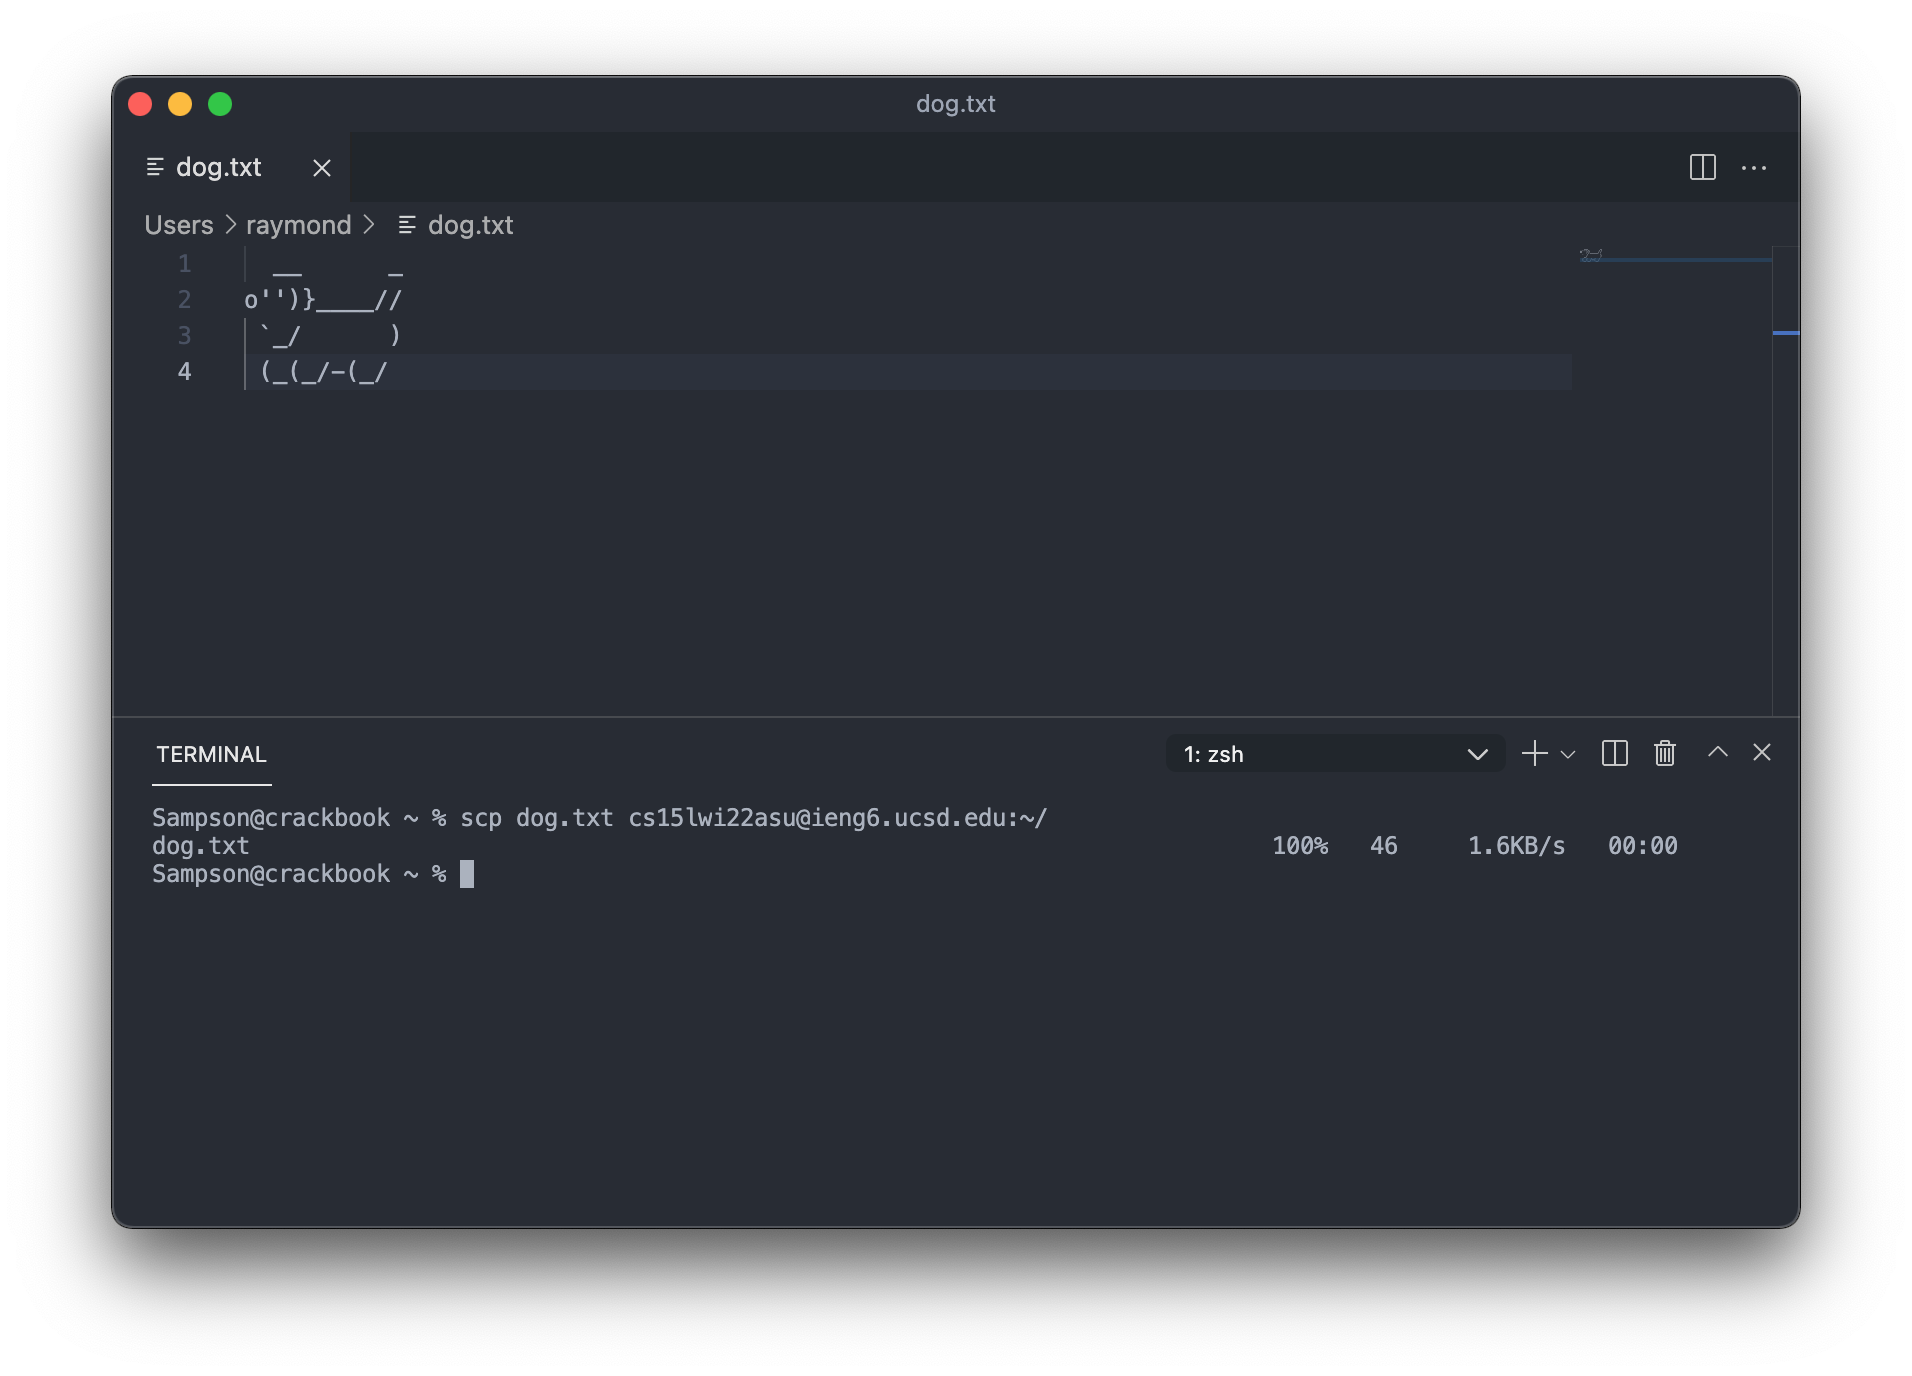 dog.txt
dog.txt
Users > raymond > dog.txt
1   __      _
2 o'')}____//
3  `_/      )
4  (_(_/-(_/
TERMINAL
1: zsh
Sampson@crackbook ~ % scp dog.txt cs15lwi22asu@ieng6.ucsd.edu:~/
dog.txt 100% 46 1.6KB/s 00:00
Sampson@crackbook ~ %